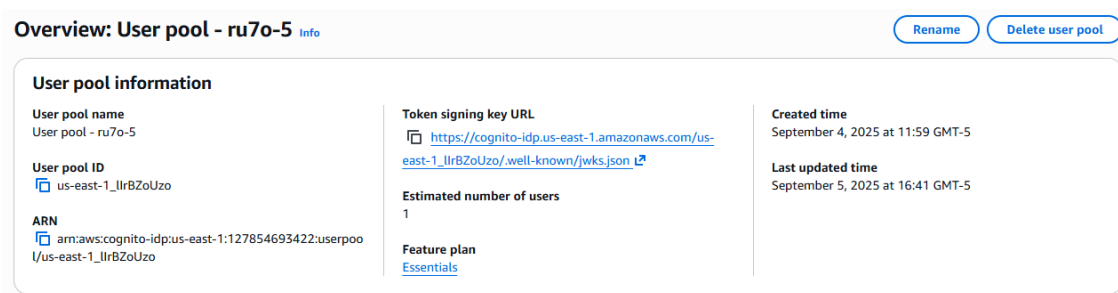 Overview: User pool - ru7o-5 Info
Rename
Delete user pool
User pool information
User pool name
User pool - ru7o-5
User pool ID
us-east-1_lIrBZoUzo
ARN
arn:aws:cognito-idp:us-east-1:127854693422:userpoo
l/us-east-1_lIrBZoUzo
Token signing key URL
https://cognito-idp.us-east-1.amazonaws.com/us-
east-1_lIrBZoUzo/.well-known/jwks.json
Estimated number of users
1
Feature plan
Essentials
Created time
September 4, 2025 at 11:59 GMT-5
Last updated time
September 5, 2025 at 16:41 GMT-5